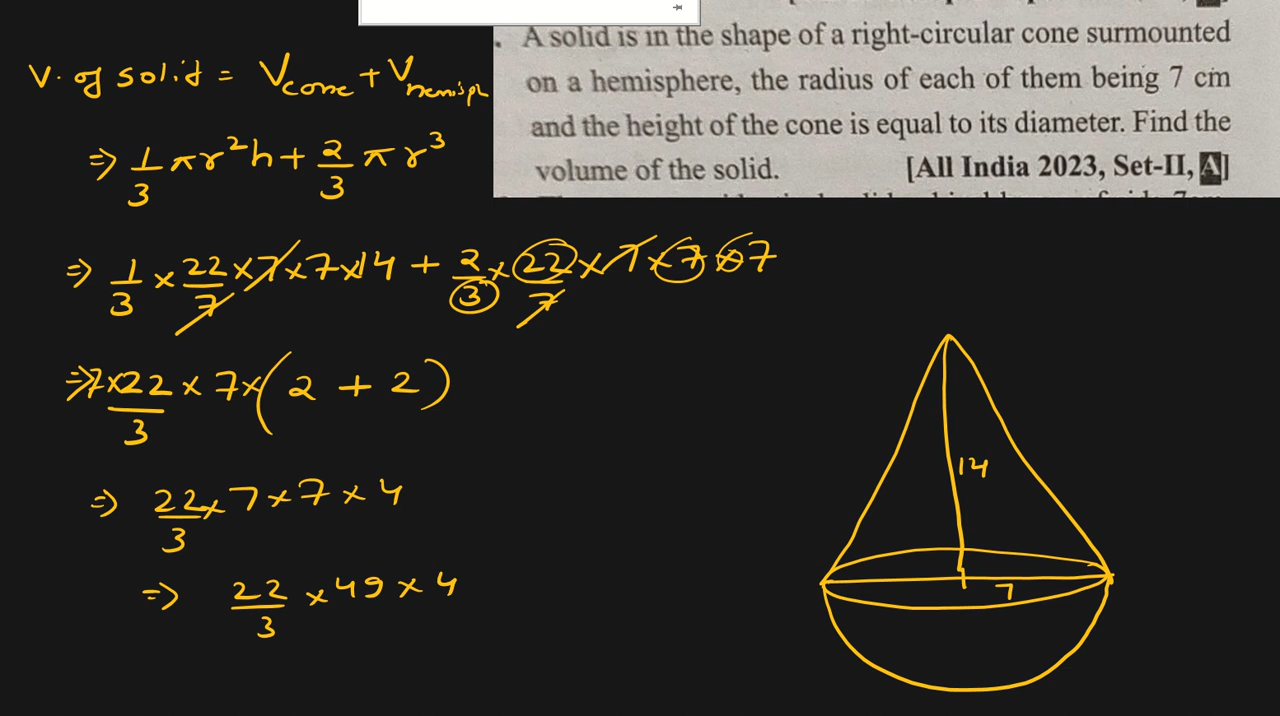 V. of solid = Vcone + Vhemisph
⇒ 1/3 πr²h + 2/3 πr³
⇒ 1/3 × 22/7 × 7 × 7 × 14 + 2/3 × 22/7 × 7 × 7 × 7
⇒ 7×22/3 × 7 × (2 + 2)
⇒ 22/3 × 7 × 7 × 4
⇒ 22/3 × 49 × 4
. A solid is in the shape of a right-circular cone surmounted
on a hemisphere, the radius of each of them being 7 cm
and the height of the cone is equal to its diameter. Find the
volume of the solid. [All India 2023, Set-II, A]
14
7